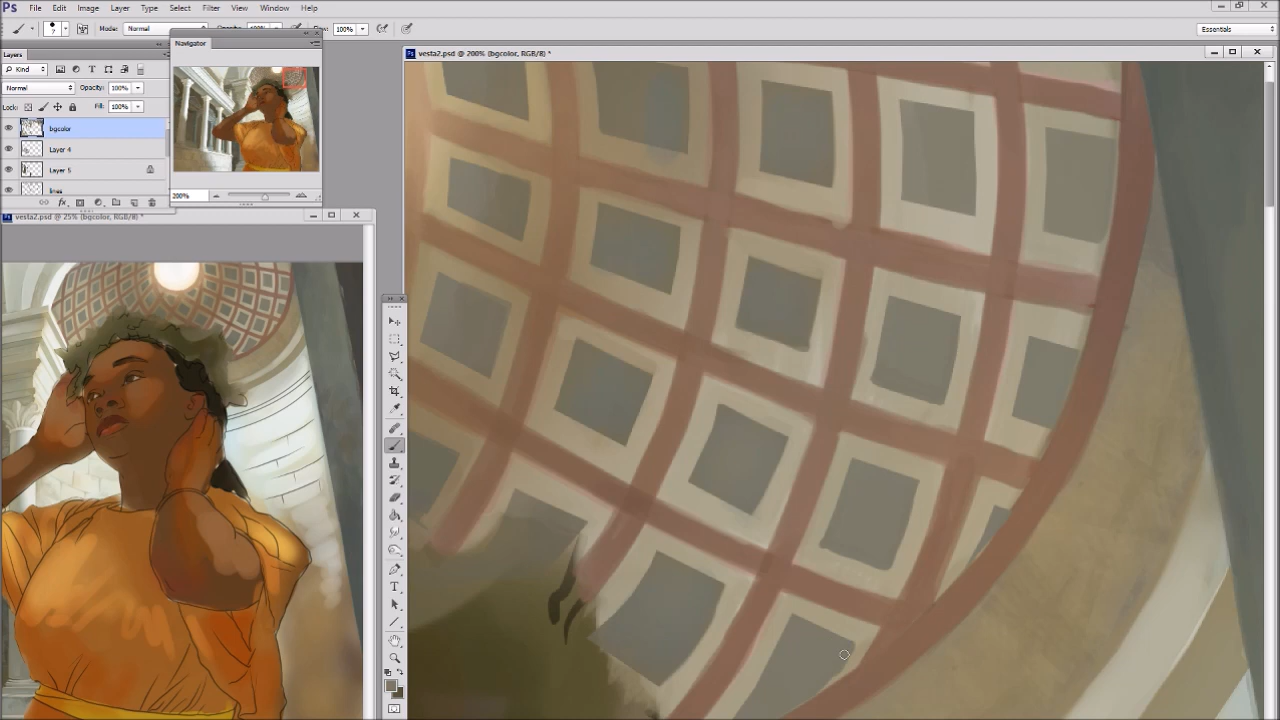 Ps File Edit Image Layer Type Select Filter View Window Help
7 Mode: Normal 100% 100% Essentials
Navigator
Layers
Kind
Normal Opacity: 100%
Lock: Fill: 100%
bgcolor
Layer 4
Layer 5
lines
200%
vesta2.psd @ 200% (bgcolor, RGB/8) *
vesta2.psd @ 25% (bgcolor, RGB/8) *